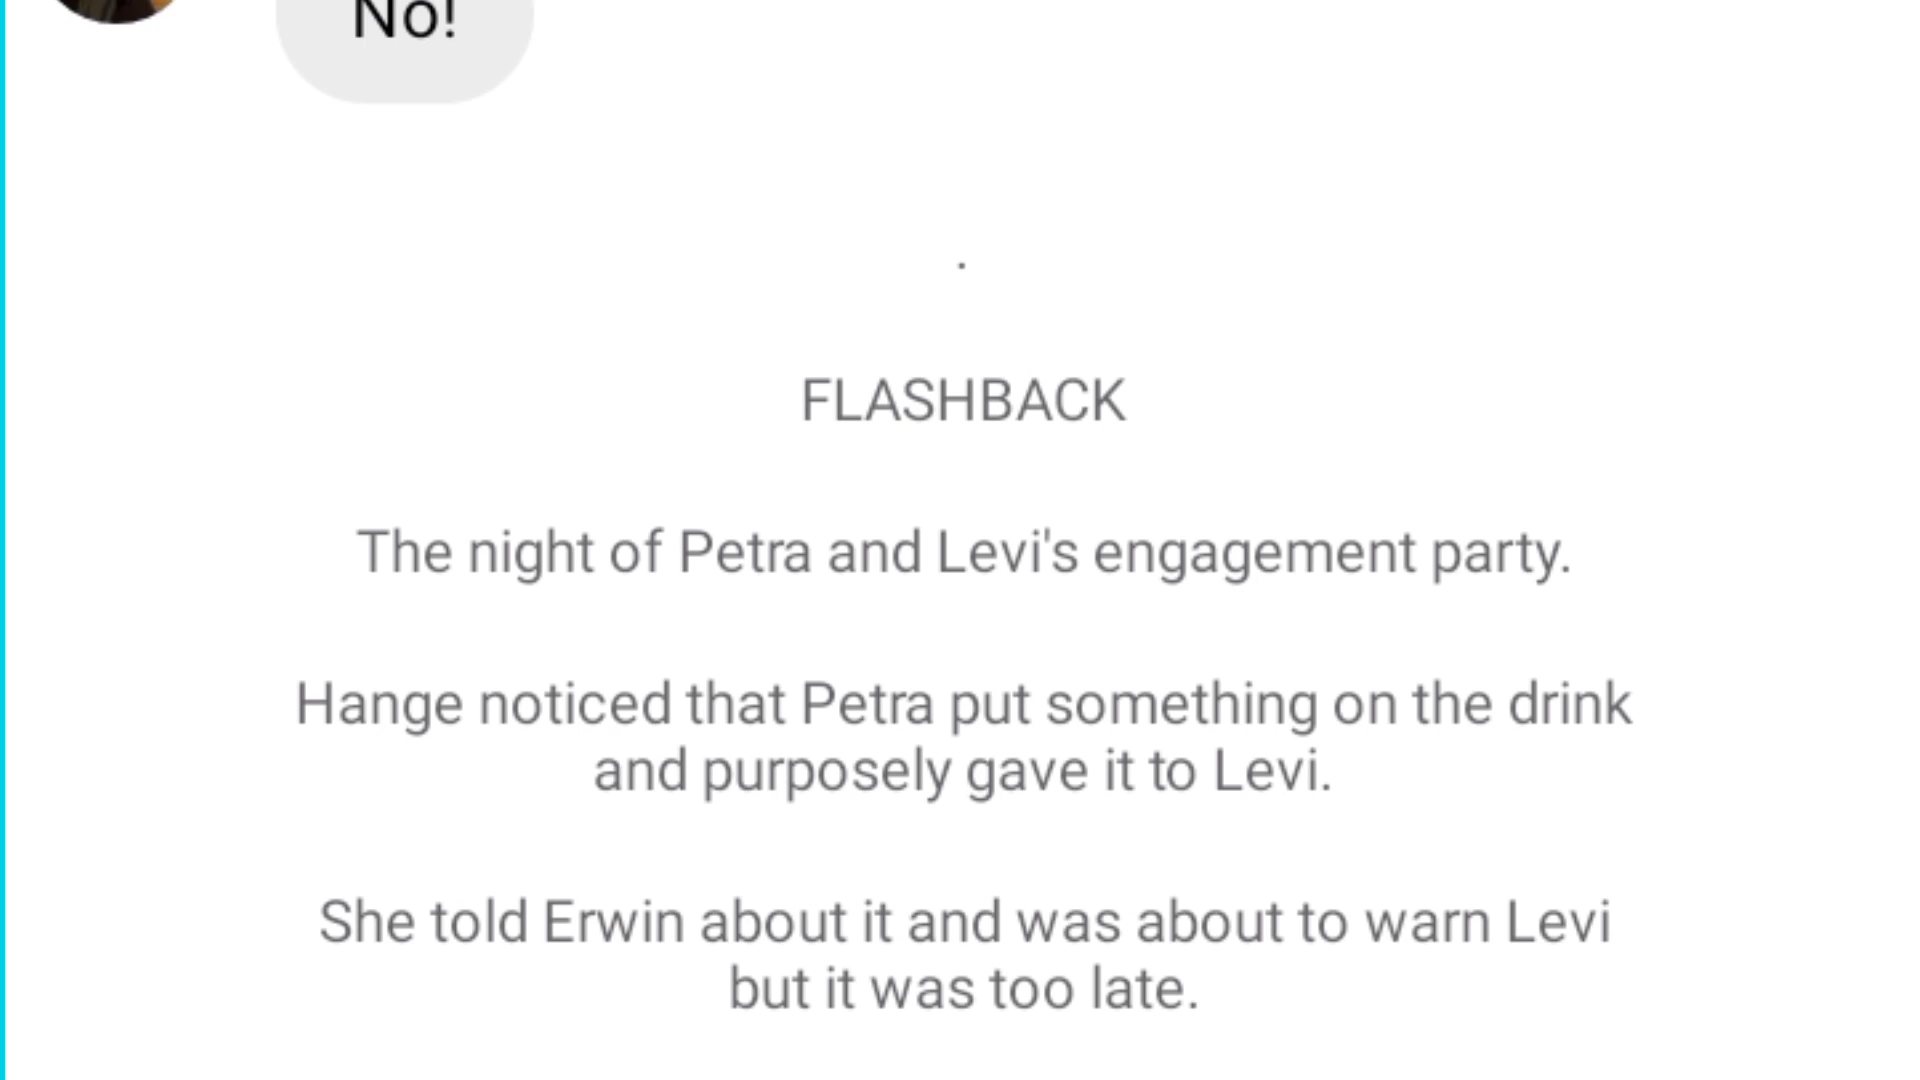 No!
.
FLASHBACK
The night of Petra and Levi's engagement party.
Hange noticed that Petra put something on the drink
and purposely gave it to Levi.
She told Erwin about it and was about to warn Levi
but it was too late.